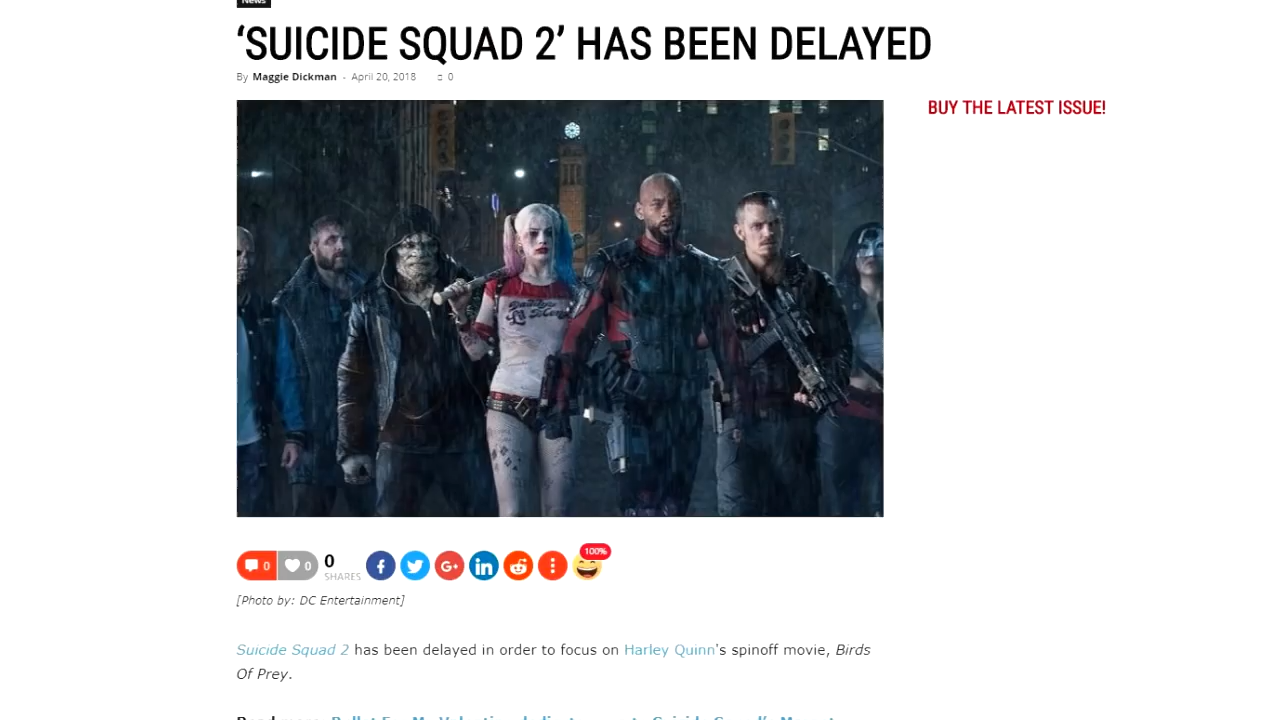 News
‘SUICIDE SQUAD 2’ HAS BEEN DELAYED
By Maggie Dickman - April 20, 2018 0
BUY THE LATEST ISSUE!
0 0 0 SHARES 100%
[Photo by: DC Entertainment]
Suicide Squad 2 has been delayed in order to focus on Harley Quinn's spinoff movie, Birds
Of Prey.